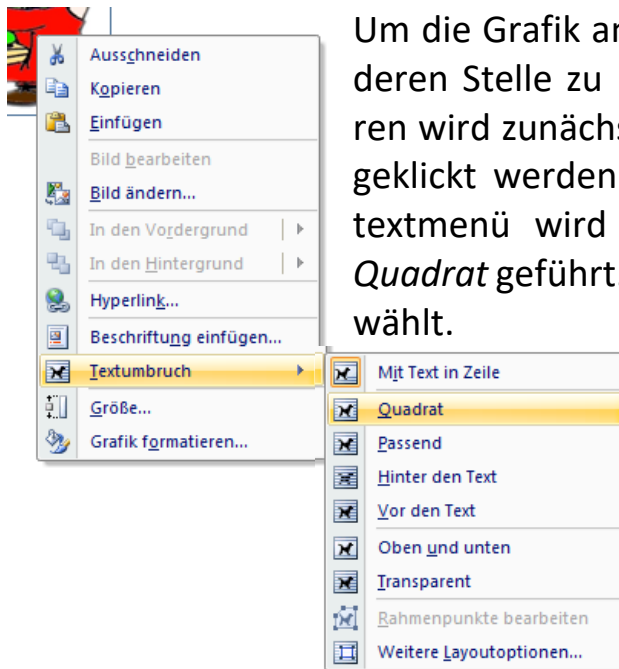 Um die Grafik an
deren Stelle zu
ren wird zunächs
geklickt werden
textmenü wird
Quadrat geführt.
wählt.
Ausschneiden
Kopieren
Einfügen
Bild bearbeiten
Bild ändern...
In den Vordergrund
In den Hintergrund
Hyperlink...
Beschriftung einfügen...
Textumbruch
Größe...
Grafik formatieren...
Mit Text in Zeile
Quadrat
Passend
Hinter den Text
Vor den Text
Oben und unten
Transparent
Rahmenpunkte bearbeiten
Weitere Layoutoptionen...